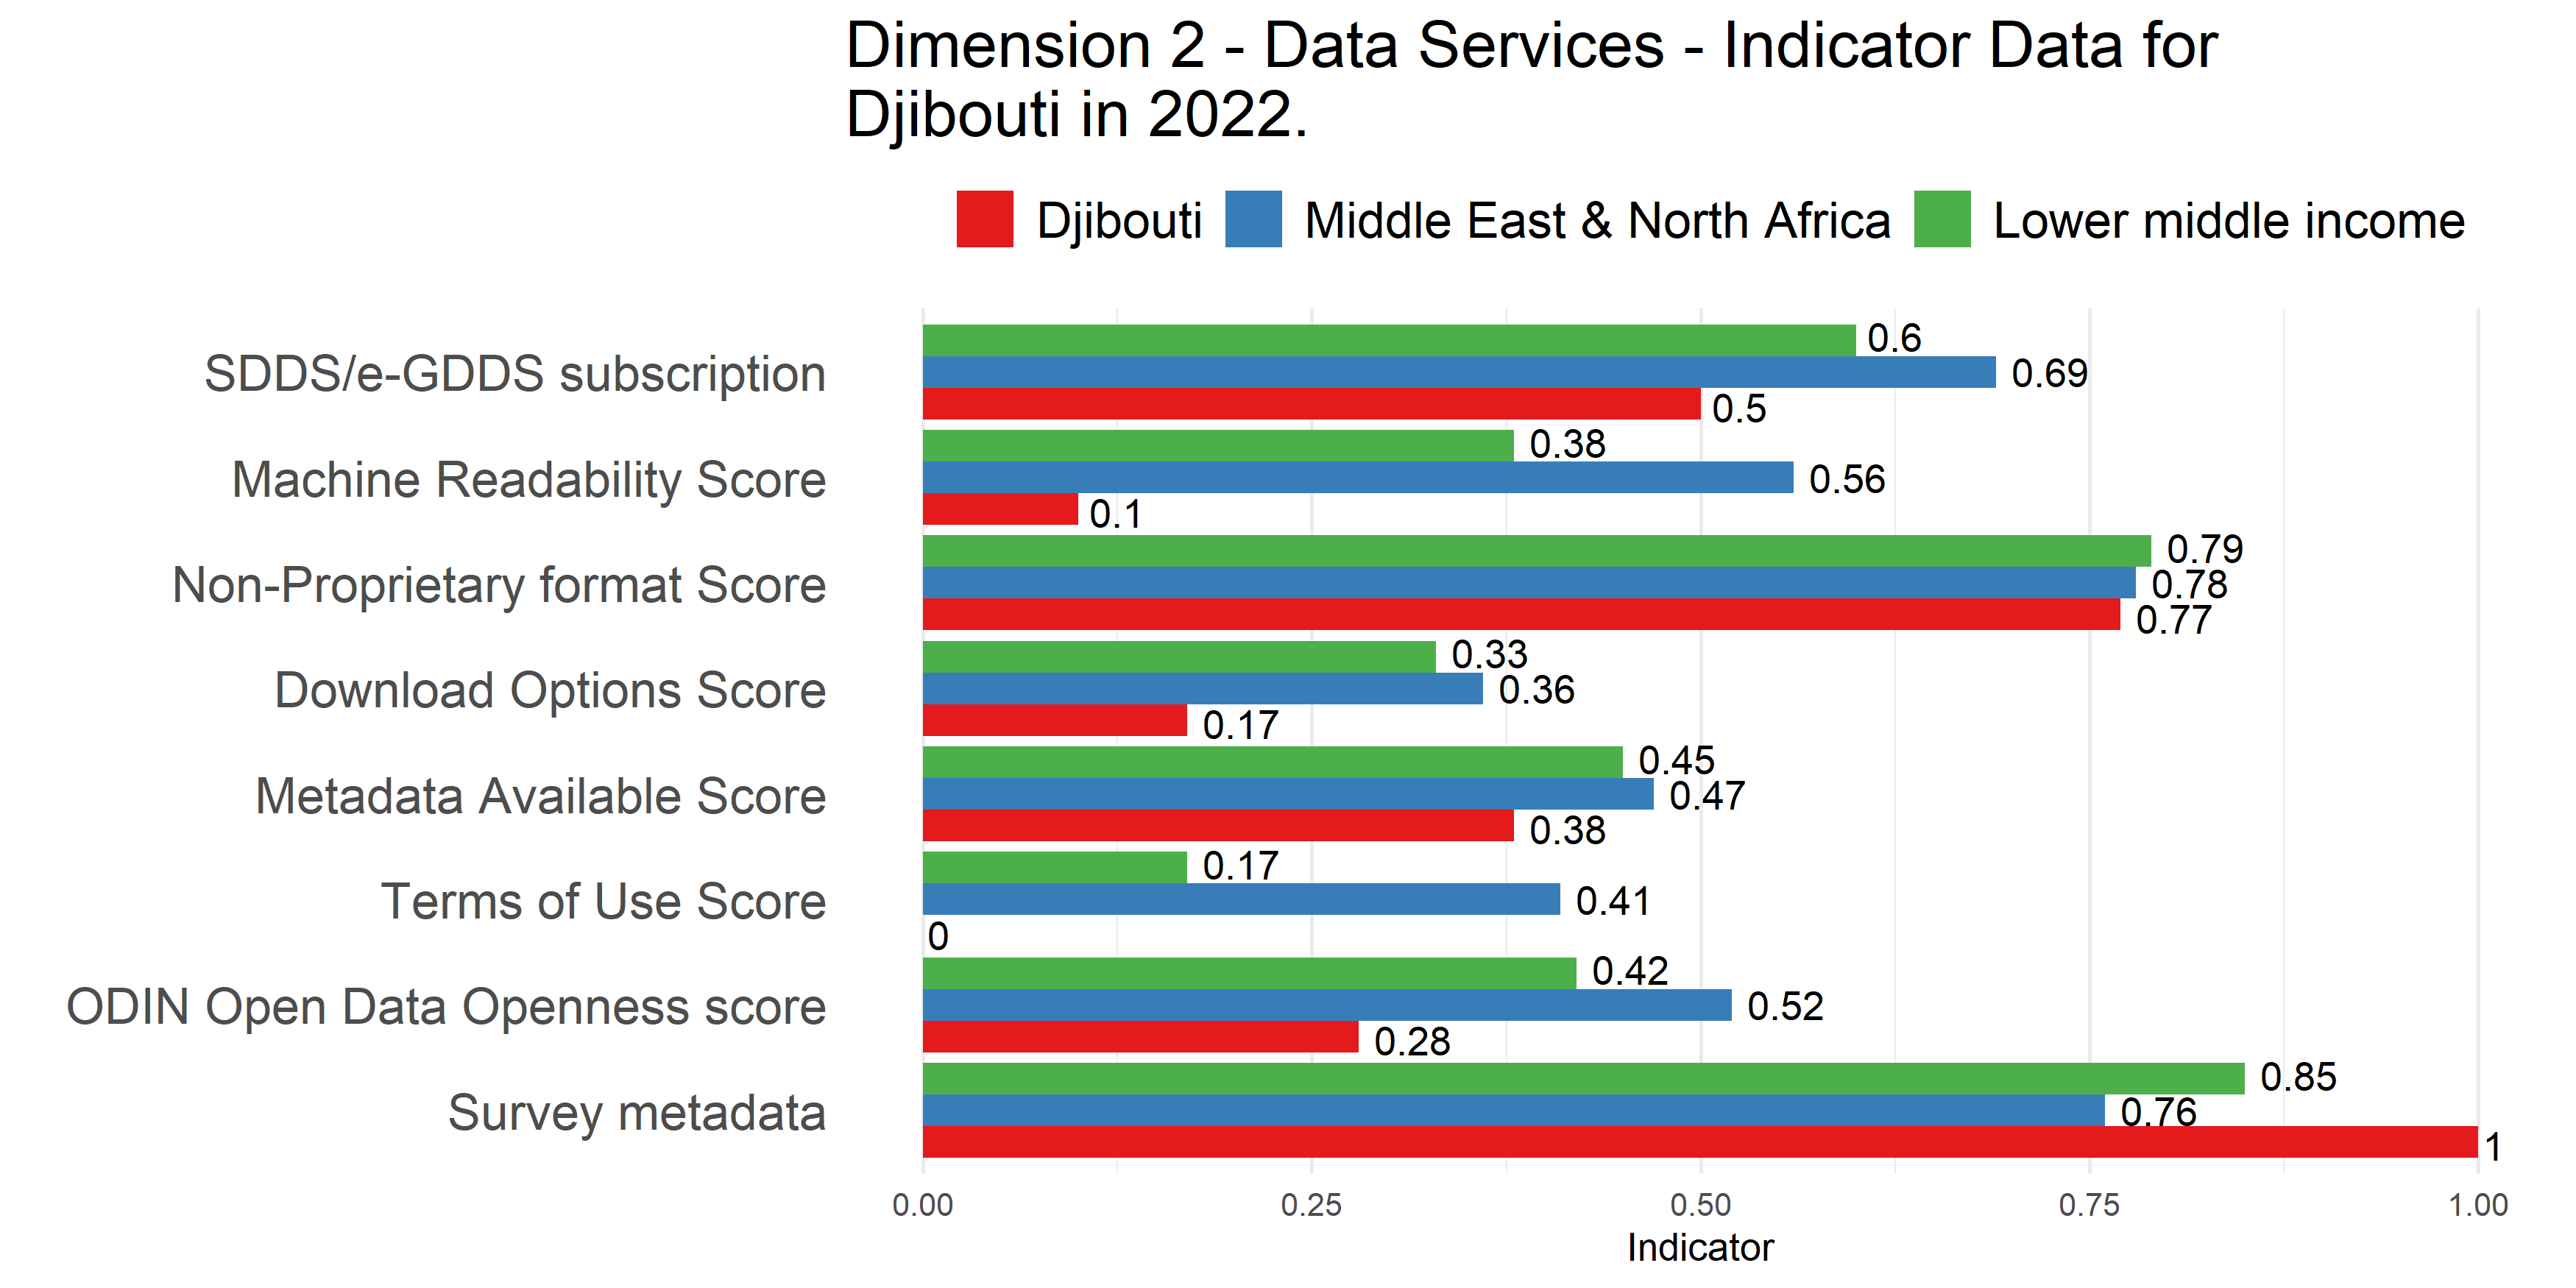 Dimension 2 - Data Services - Indicator Data for
Djibouti in 2022.
Djibouti Middle East & North Africa Lower middle income
SDDS/e-GDDS subscription
0.6
0.69
0.5
Machine Readability Score
0.38
0.56
0.1
Non-Proprietary format Score
0.79
0.78
0.77
Download Options Score
0.33
0.36
0.17
Metadata Available Score
0.45
0.47
0.38
Terms of Use Score
0.17
0.41
0
ODIN Open Data Openness score
0.42
0.52
0.28
Survey metadata
0.85
0.76
1
0.00 0.25 0.50 0.75 1.00
Indicator